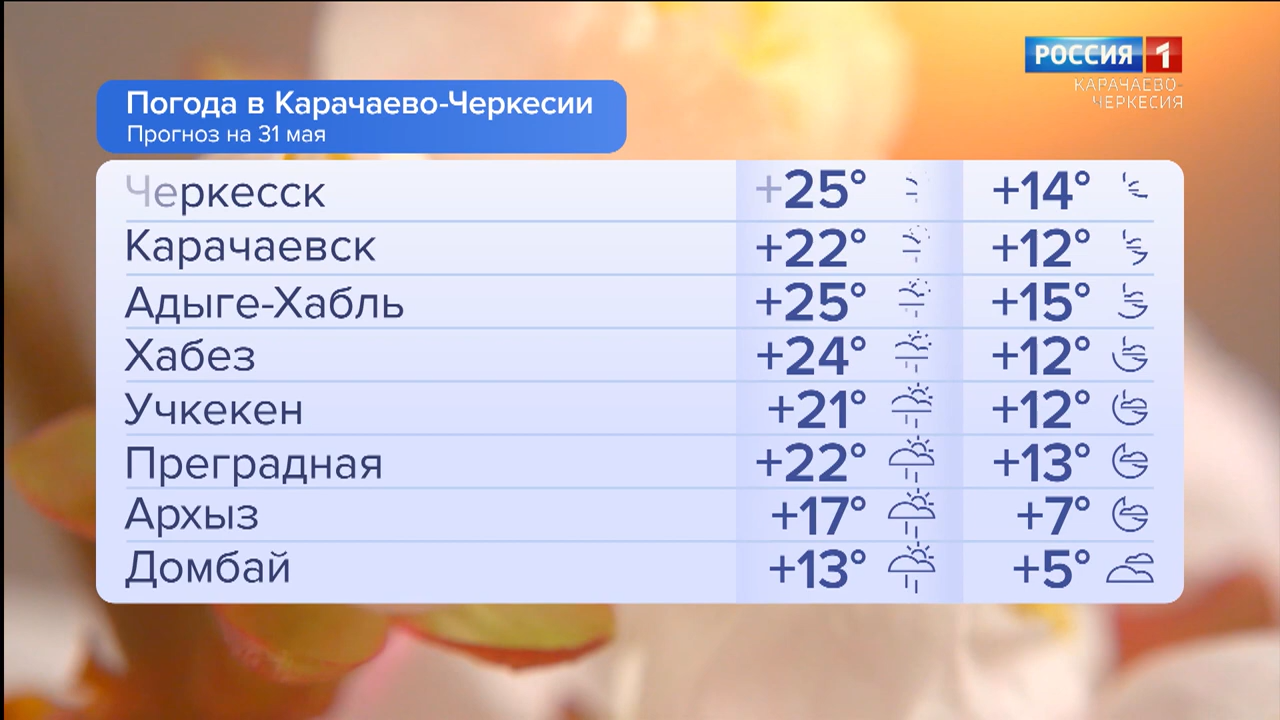 РОССИЯ 1
КАРАЧАЕВО-
ЧЕРКЕСИЯ
Погода в Карачаево-Черкесии
Прогноз на 31 мая
Черкесск +25° +14°
Карачаевск +22° +12°
Адыге-Хабль +25° +15°
Хабез +24° +12°
Учкекен +21° +12°
Преградная +22° +13°
Архыз +17° +7°
Домбай +13° +5°